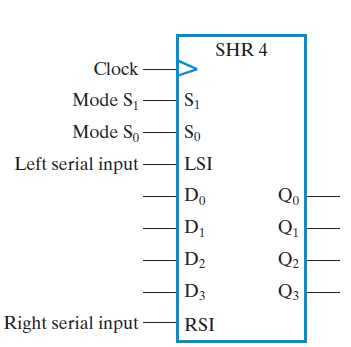 SHR 4
Clock
Mode S₁ S₁
Mode S₀ S₀
Left serial input LSI
D₀ Q₀
D₁ Q₁
D₂ Q₂
D₃ Q₃
Right serial input RSI